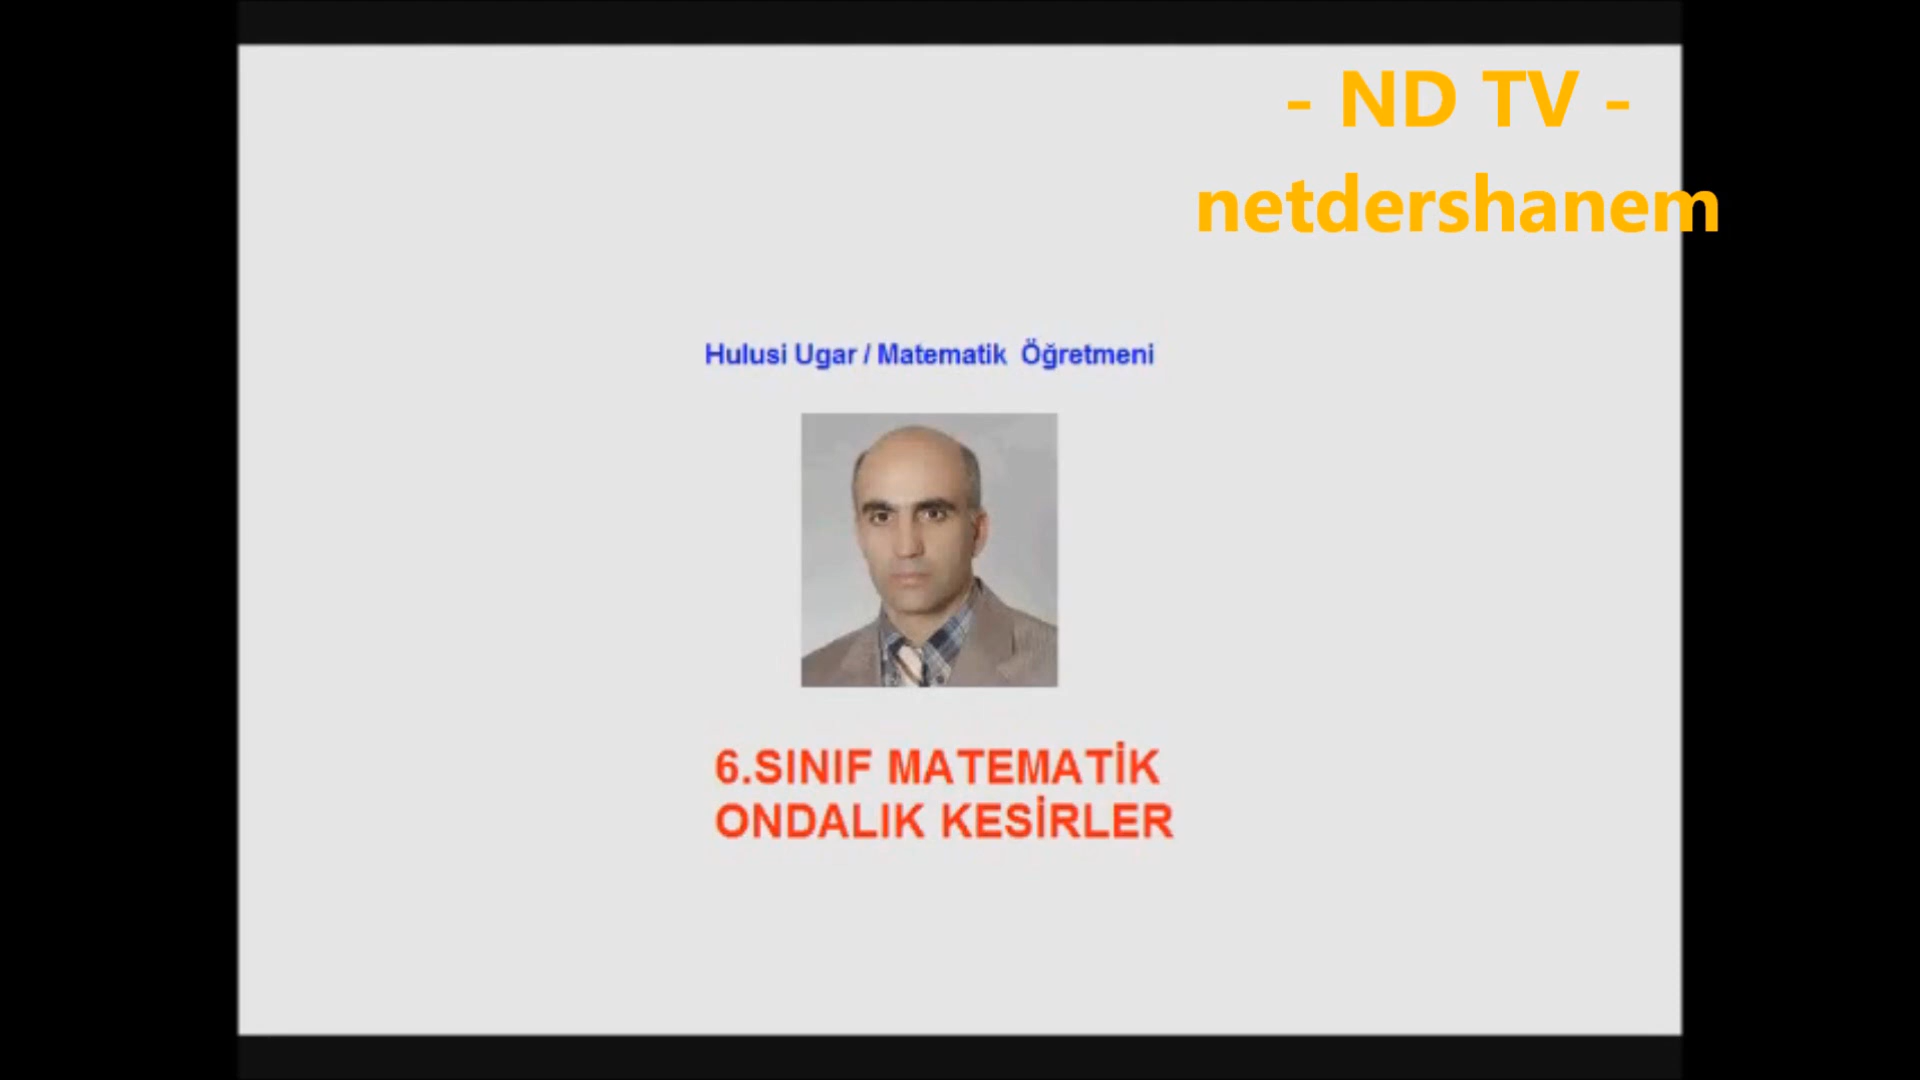 - ND TV -
netdershanem
Hulusi Ugar / Matematik Öğretmeni
6.SINIF MATEMATİK
ONDALIK KESİRLER